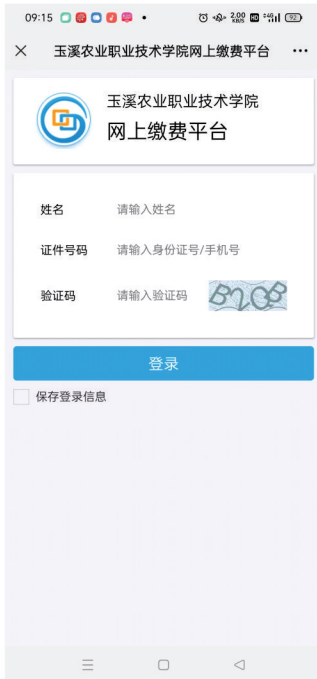 09:15 2.00 KB/S HD 4G 92
玉溪农业职业技术学院网上缴费平台
玉溪农业职业技术学院
网上缴费平台
姓名 请输入姓名
证件号码 请输入身份证号/手机号
验证码 请输入验证码
登录
保存登录信息